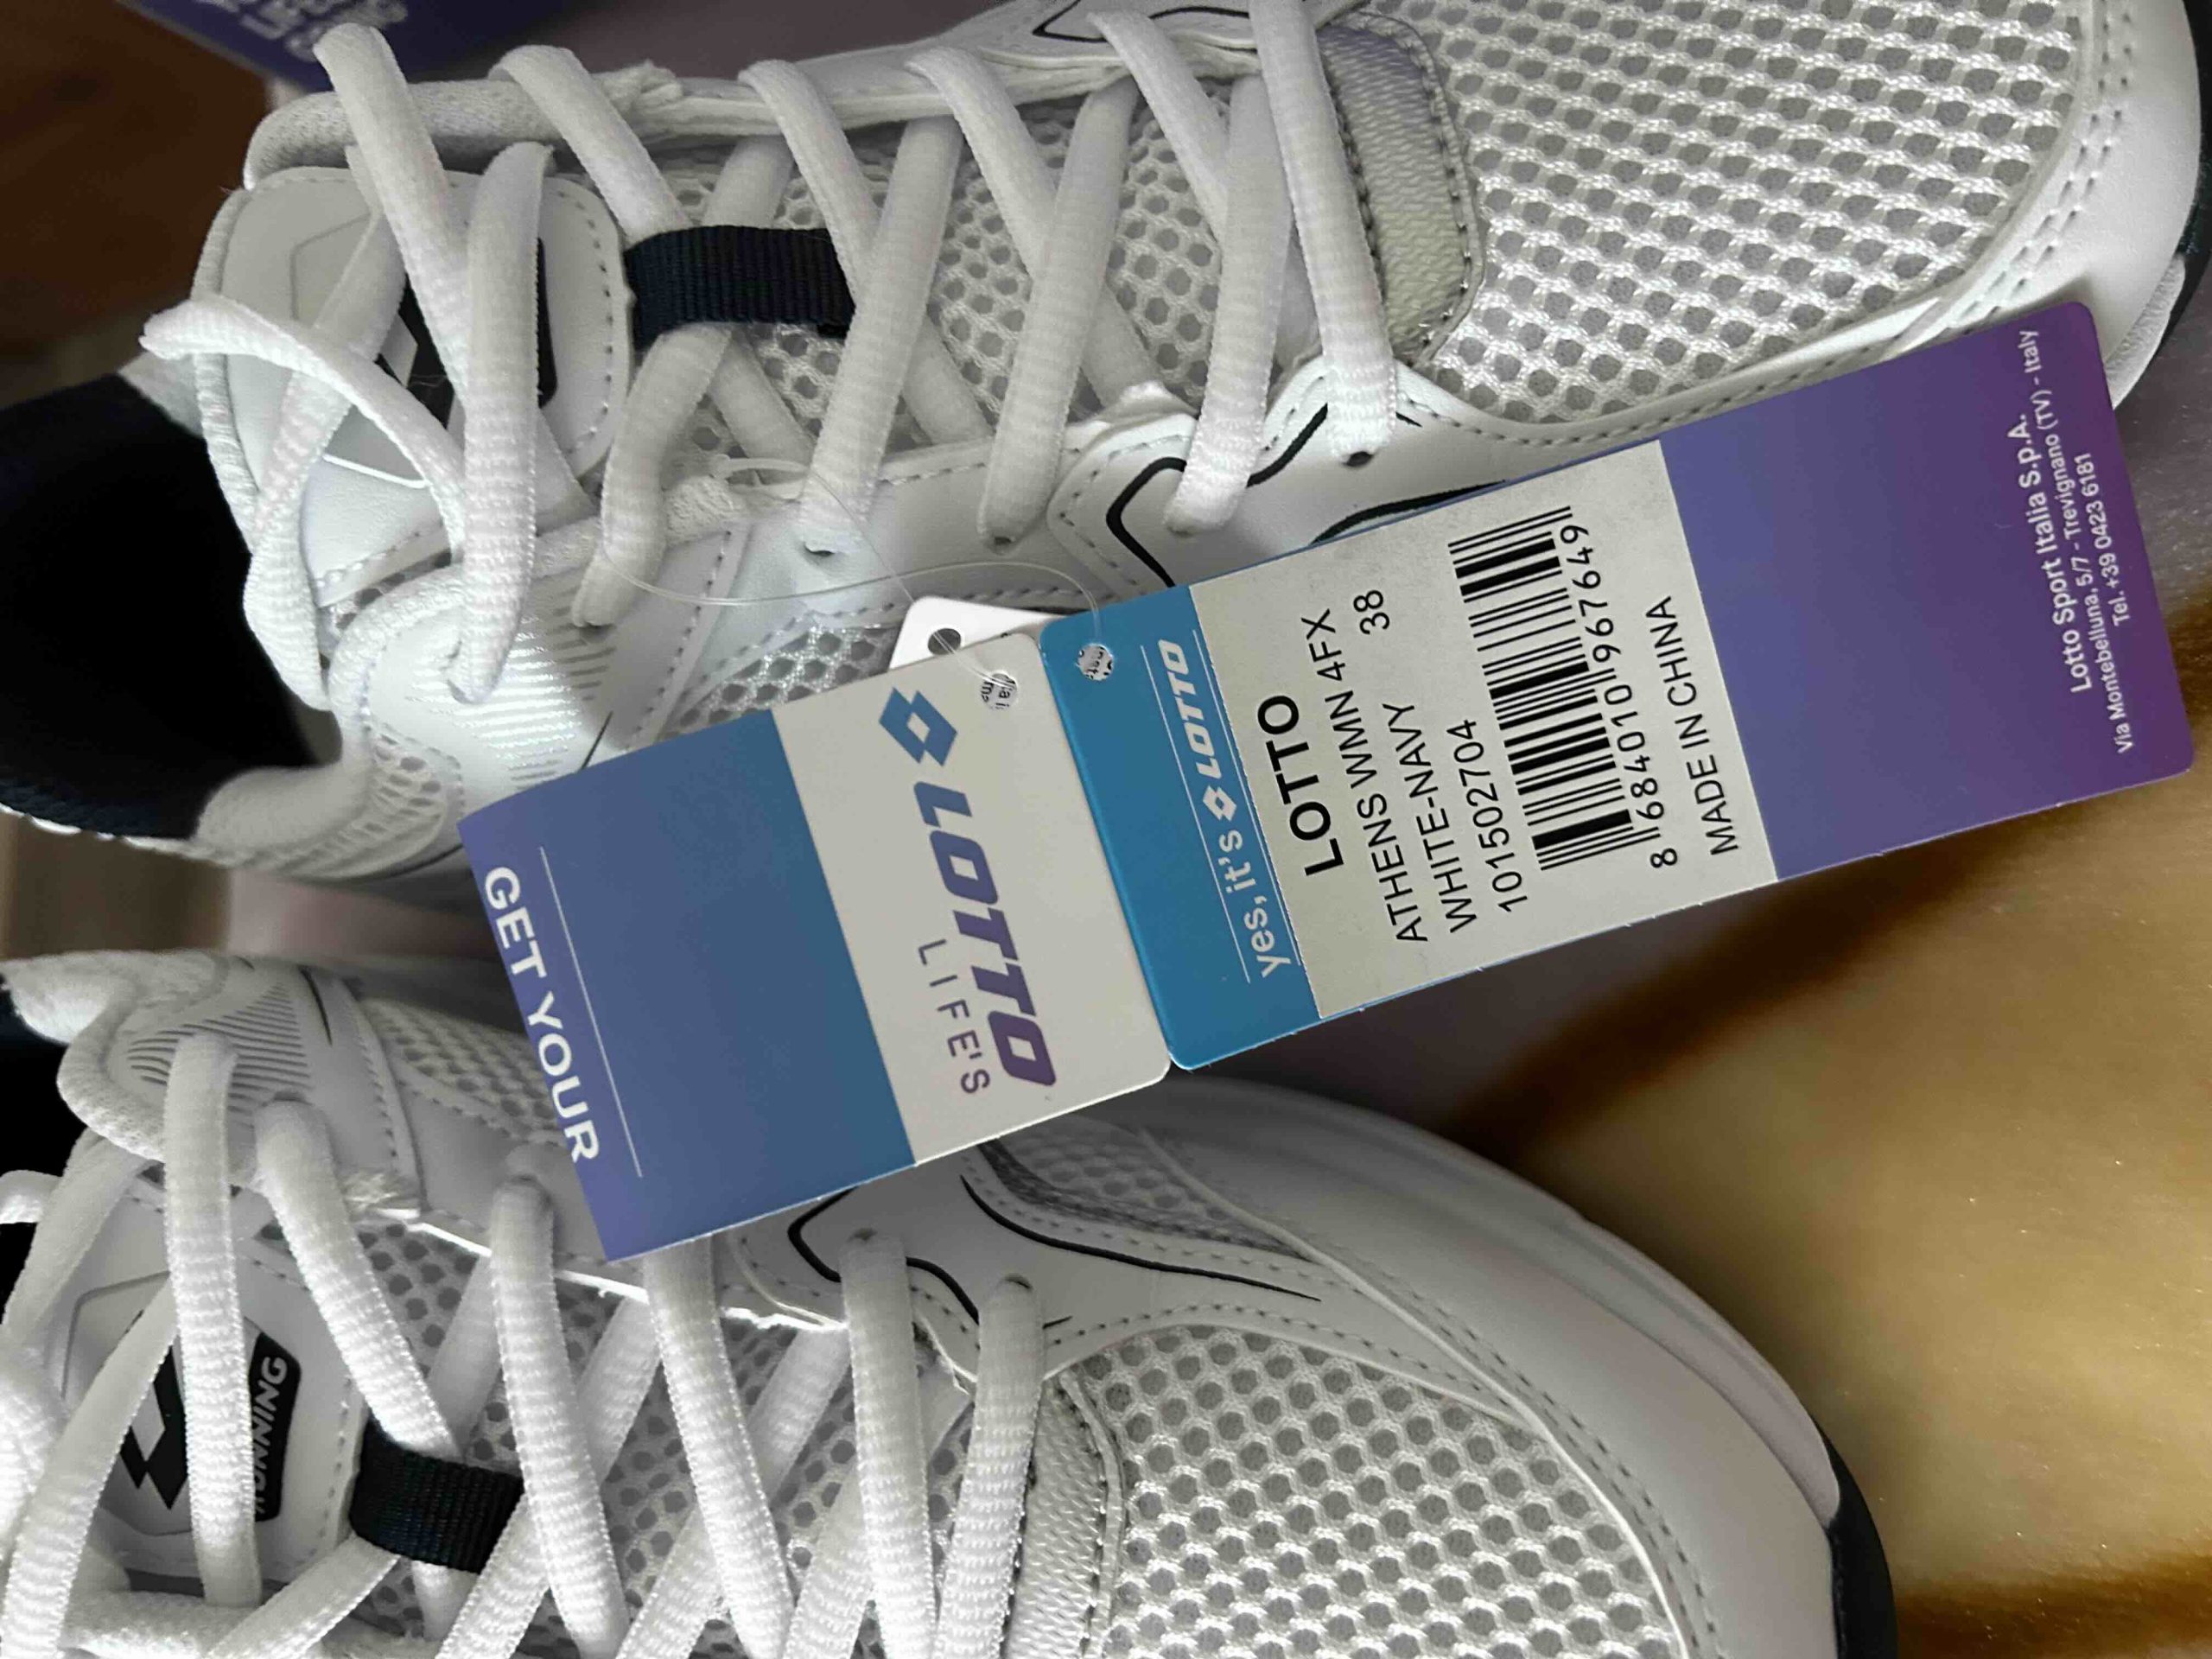 GET YOUR
LOTTO
LIFE'S
yes, it's LOTTO
LOTTO
ATHENS WMN 4FX
WHITE-NAVY 38
101502704
8 684010 967649
MADE IN CHINA
Lotto Sport Italia S.p.A.
Via Montebelluna, 5/7 - Trevignano (TV) - Italy
Tel. +39 0423 6181
RUNNING